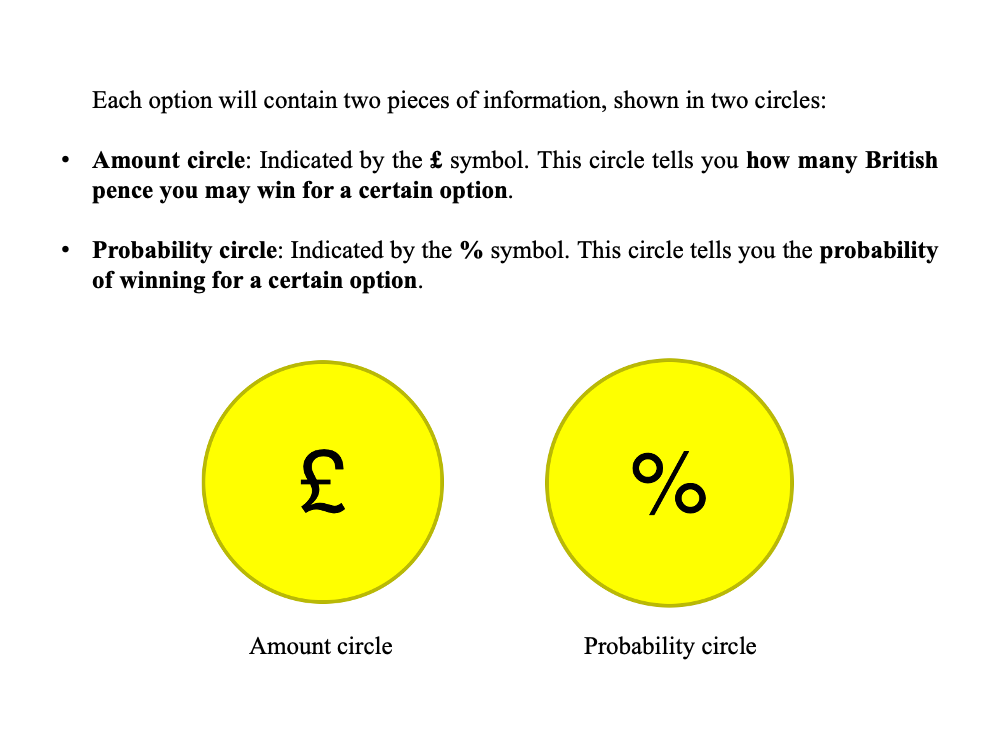 Each option will contain two pieces of information, shown in two circles:
• Amount circle: Indicated by the £ symbol. This circle tells you how many British
pence you may win for a certain option.
• Probability circle: Indicated by the % symbol. This circle tells you the probability
of winning for a certain option.
£ %
Amount circle Probability circle